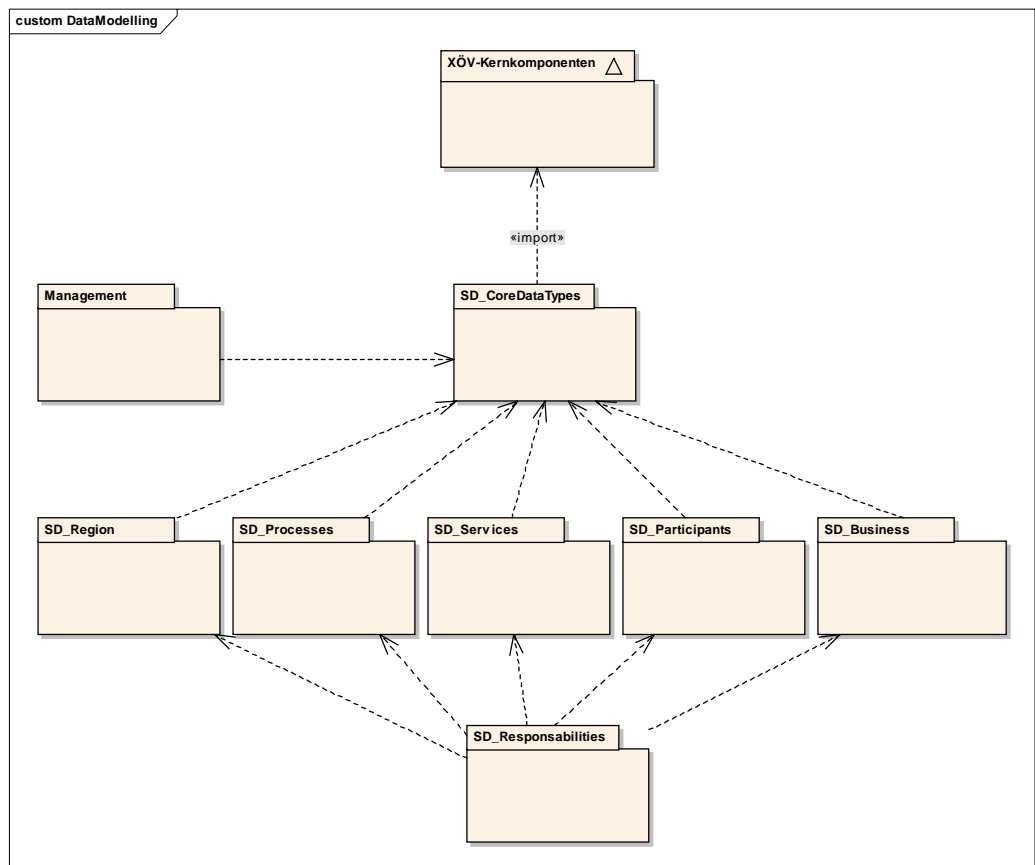 custom DataModelling
XÖV-Kernkomponenten
«import»
Management
SD_CoreDataTypes
SD_Region
SD_Processes
SD_Services
SD_Participants
SD_Business
SD_Responsabilities